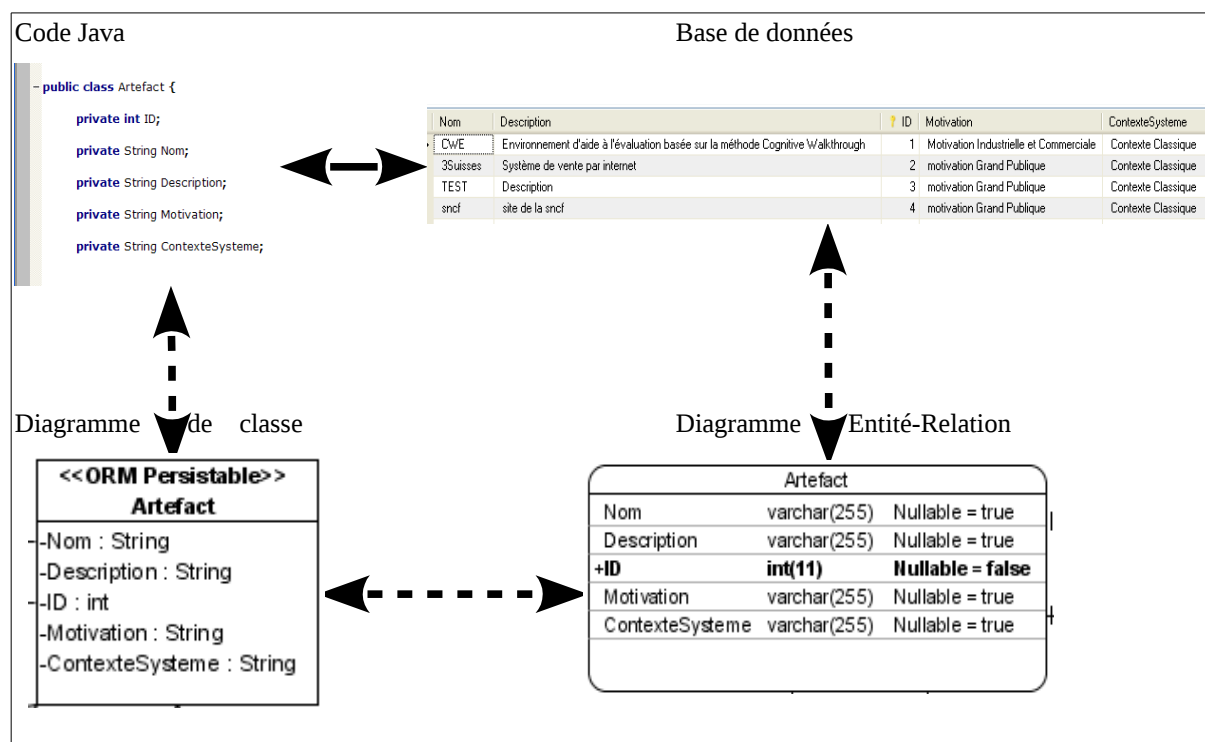 Code Java
Base de données
public class Artefact {
private int ID;
private String Nom;
private String Description;
private String Motivation;
private String ContexteSysteme;
Nom Description ID Motivation ContexteSysteme
CWE Environnement d'aide à l'évaluation basée sur la méthode Cognitive Walkthrough 1 Motivation Industrielle et Commerciale Contexte Classique
3Suisses Système de vente par internet 2 motivation Grand Publique Contexte Classique
TEST Description 3 motivation Grand Publique Contexte Classique
sncf site de la sncf 4 motivation Grand Publique Contexte Classique
Diagramme de classe
Diagramme Entité-Relation
<<ORM Persistable>>
Artefact
-Nom : String
-Description : String
-ID : int
-Motivation : String
-ContexteSysteme : String
Artefact
Nom varchar(255) Nullable = true
Description varchar(255) Nullable = true
+ID int(11) Nullable = false
Motivation varchar(255) Nullable = true
ContexteSysteme varchar(255) Nullable = true